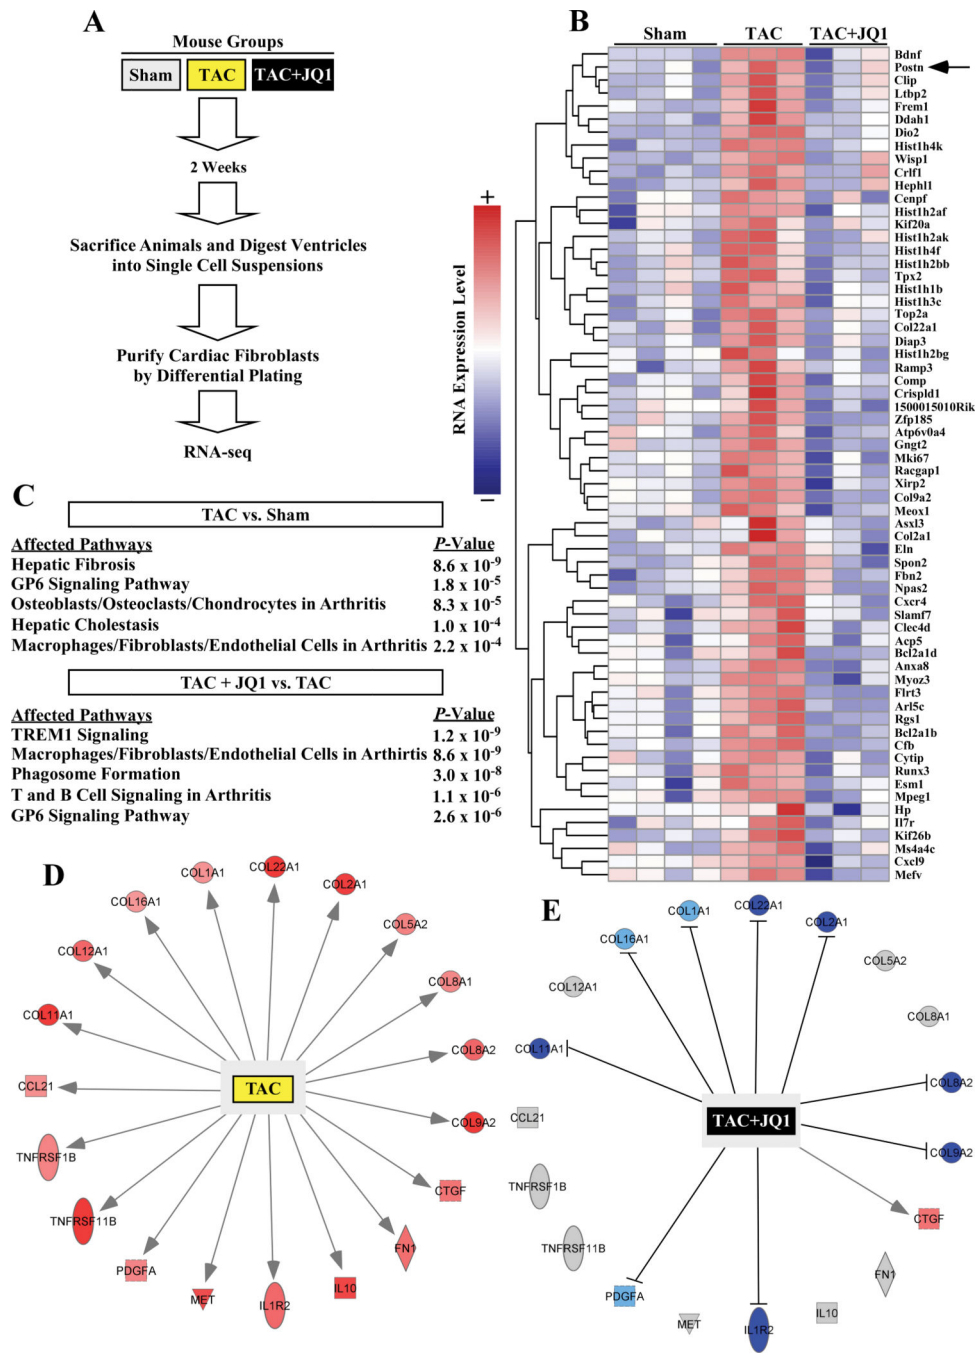 A
Mouse Groups
Sham TAC TAC+JQ1
2 Weeks
Sacrifice Animals and Digest Ventricles
into Single Cell Suspensions
Purify Cardiac Fibroblasts
by Differential Plating
RNA-seq
B
Sham TAC TAC+JQ1
+
RNA Expression Level
−
Bdnf
Postn
Clip
Ltbp2
Frem1
Ddah1
Dio2
Hist1h4k
Wisp1
Crlf1
Hephl1
Cenpf
Hist1h2af
Kif20a
Hist1h2ak
Hist1h4f
Hist1h2bb
Tpx2
Hist1h1b
Hist1h3c
Top2a
Col22a1
Diap3
Hist1h2bg
Ramp3
Comp
Crispld1
1500015010Rik
Zfp185
Atp6v0a4
Gngt2
Mki67
Racgap1
Xirp2
Col9a2
Meox1
Asxl3
Col2a1
Eln
Spon2
Fbn2
Npas2
Cxcr4
Slamf7
Clec4d
Acp5
Bcl2a1d
Anxa8
Myoz3
Flrt3
Arl5c
Rgs1
Bcl2a1b
Cfb
Cytip
Runx3
Esm1
Mpeg1
Hp
Il7r
Kif26b
Ms4a4c
Cxcl9
Mefv
C
TAC vs. Sham
Affected Pathways P-Value
Hepatic Fibrosis 8.6 x 10⁻⁹
GP6 Signaling Pathway 1.8 x 10⁻⁵
Osteoblasts/Osteoclasts/Chondrocytes in Arthritis 8.3 x 10⁻⁵
Hepatic Cholestasis 1.0 x 10⁻⁴
Macrophages/Fibroblasts/Endothelial Cells in Arthritis 2.2 x 10⁻⁴
TAC + JQ1 vs. TAC
Affected Pathways P-Value
TREM1 Signaling 1.2 x 10⁻⁹
Macrophages/Fibroblasts/Endothelial Cells in Arthirtis 8.6 x 10⁻⁹
Phagosome Formation 3.0 x 10⁻⁸
T and B Cell Signaling in Arthritis 1.1 x 10⁻⁶
GP6 Signaling Pathway 2.6 x 10⁻⁶
D
COL22A1
COL1A1
COL2A1
COL16A1
COL5A2
COL12A1
COL8A1
COL11A1
COL8A2
CCL21
TAC
COL9A2
TNFRSF1B
CTGF
TNFRSF11B
FN1
PDGFA
IL10
MET
IL1R2
E
COL22A1
COL1A1
COL2A1
COL16A1
COL5A2
COL12A1
COL8A1
COL11A1
COL8A2
CCL21
TAC+JQ1
COL9A2
TNFRSF1B
CTGF
TNFRSF11B
FN1
PDGFA
IL10
MET
IL1R2